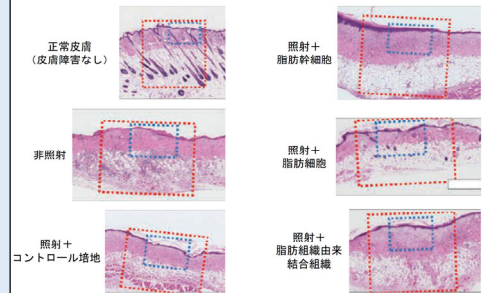 正常皮膚
(皮膚障害なし)
非照射
照射+
コントロール培地
照射+
脂肪幹細胞
照射+
脂肪細胞
照射+
脂肪組織由来
結合組織